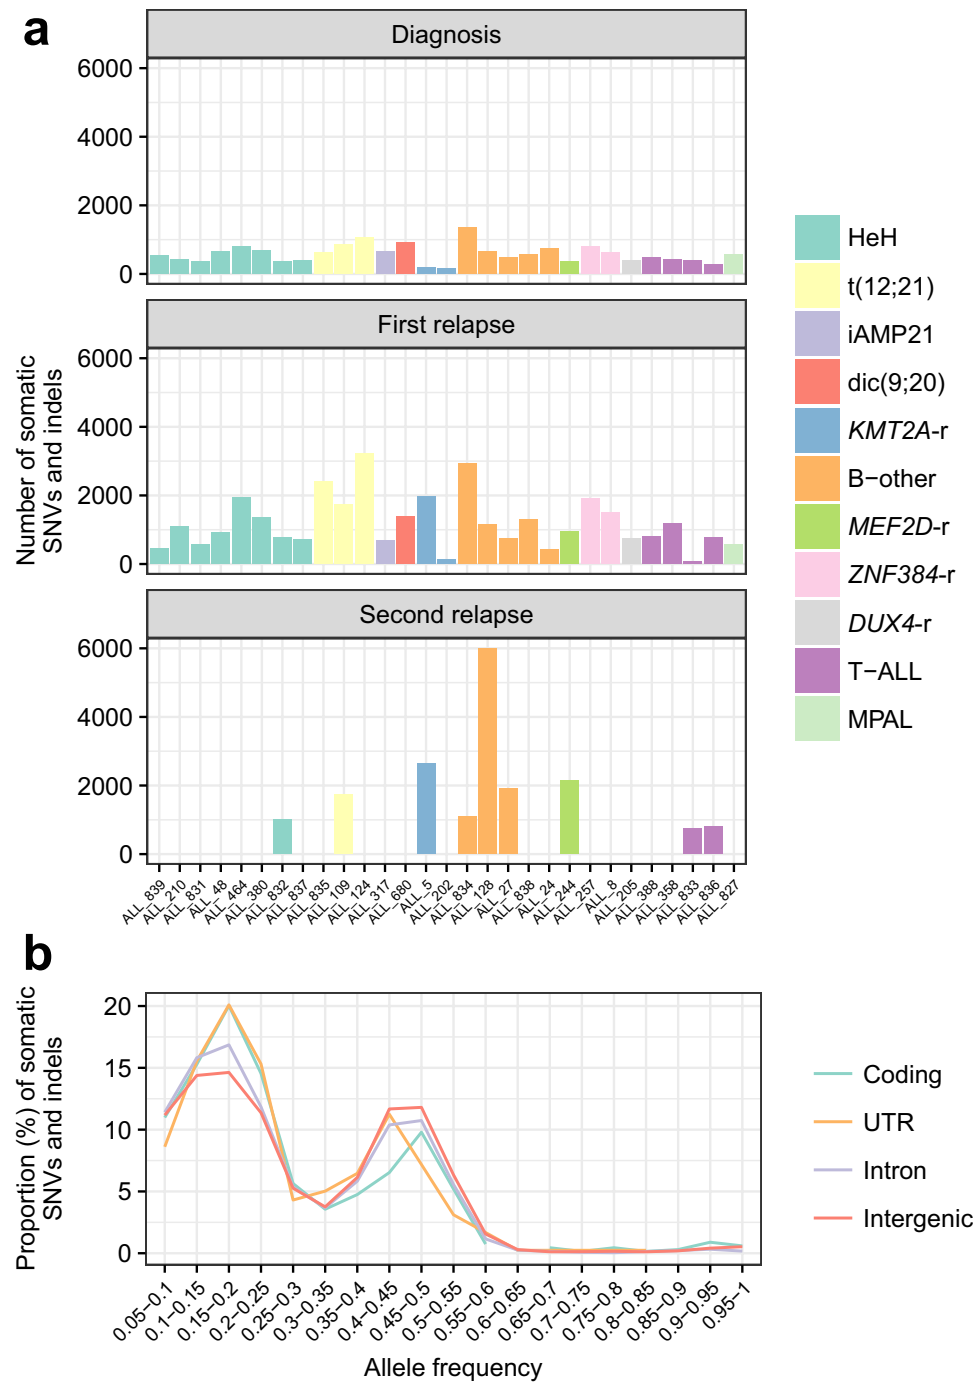 a
Diagnosis
6000
4000
2000
0
First relapse
6000
4000
2000
0
Number of somatic
SNVs and indels
Second relapse
6000
4000
2000
0
ALL_839
ALL_210
ALL_831
ALL_48
ALL_464
ALL_380
ALL_832
ALL_837
ALL_835
ALL_109
ALL_124
ALL_317
ALL_680
ALL_5
ALL_202
ALL_834
ALL_128
ALL_27
ALL_838
ALL_24
ALL_244
ALL_257
ALL_8
ALL_205
ALL_388
ALL_358
ALL_833
ALL_836
ALL_827
HeH
t(12;21)
iAMP21
dic(9;20)
KMT2A-r
B−other
MEF2D-r
ZNF384-r
DUX4-r
T−ALL
MPAL
b
20
15
10
5
0
Proportion (%) of somatic
SNVs and indels
0.05−0.1
0.1−0.15
0.15−0.2
0.2−0.25
0.25−0.3
0.3−0.35
0.35−0.4
0.4−0.45
0.45−0.5
0.5−0.55
0.55−0.6
0.6−0.65
0.65−0.7
0.7−0.75
0.75−0.8
0.8−0.85
0.85−0.9
0.9−0.95
0.95−1
Allele frequency
Coding
UTR
Intron
Intergenic